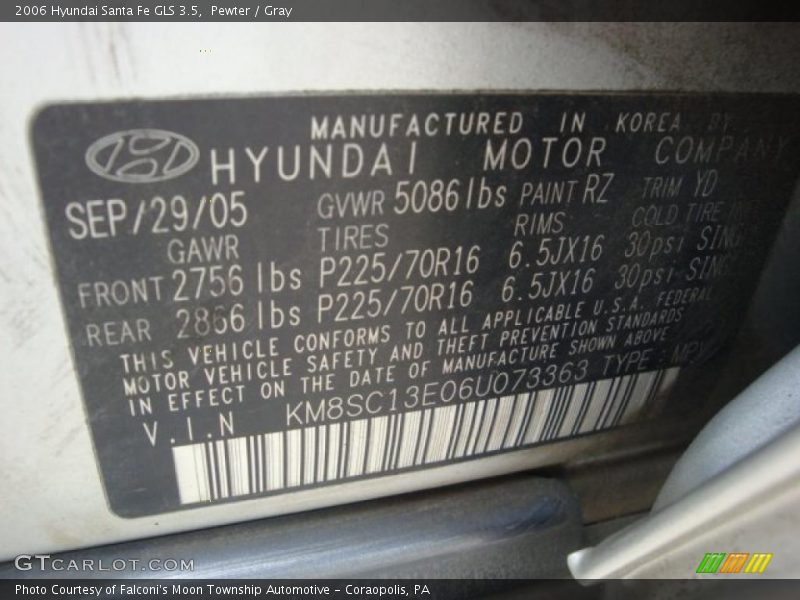 2006 Hyundai Santa Fe GLS 3.5,  Pewter / Gray
MANUFACTURED IN KOREA BY
HYUNDAI MOTOR COMPANY
SEP/29/05 GVWR 5086lbs PAINT RZ TRIM YD
GAWR TIRES RIMS COLD TIRE
FRONT 2756 lbs P225/70R16 6.5JX16 30psi
REAR 2866 lbs P225/70R16 6.5JX16 30psi
THIS VEHICLE CONFORMS TO ALL APPLICABLE U.S.A. FEDERAL
MOTOR VEHICLE SAFETY AND THEFT PREVENTION STANDARDS
IN EFFECT ON THE DATE OF MANUFACTURE SHOWN ABOVE
V.I.N KM8SC13E06U073363 TYPE : MPV
GTCARLOT.COM
Photo Courtesy of Falconi's Moon Township Automotive - Coraopolis, PA